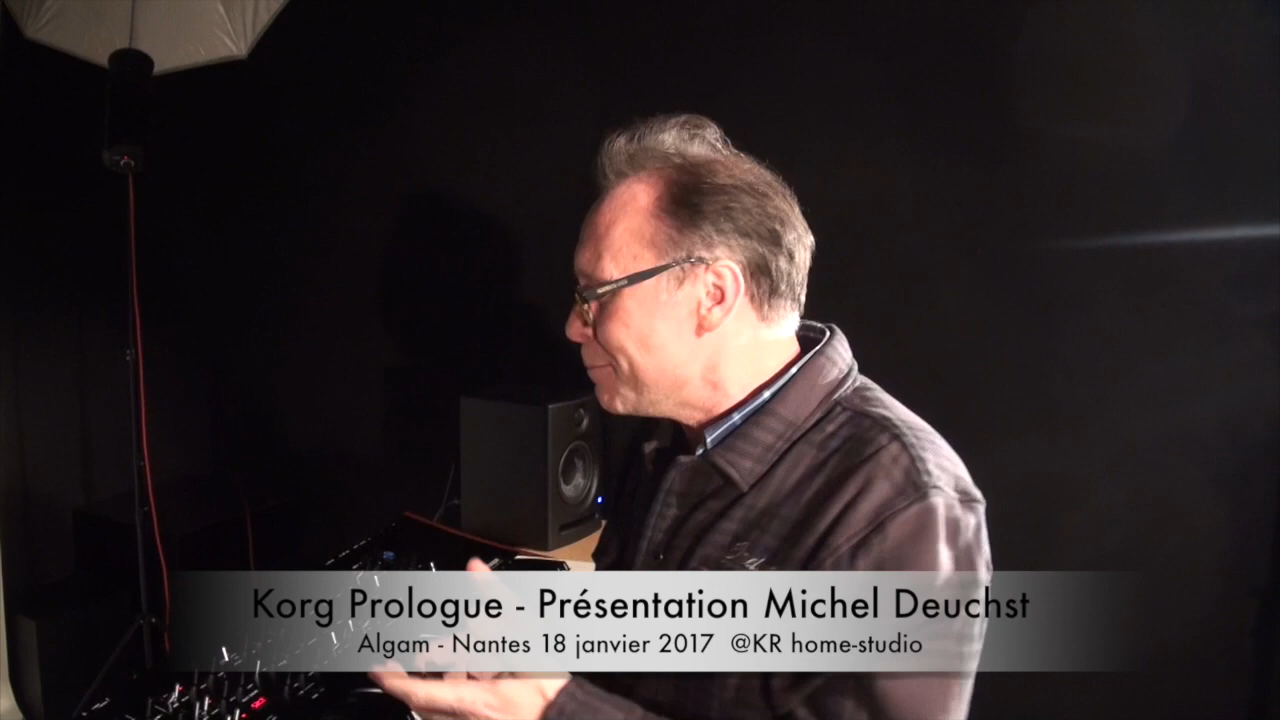 Korg Prologue - Présentation Michel Deuchst
Algam - Nantes 18 janvier 2017 @KR home-studio